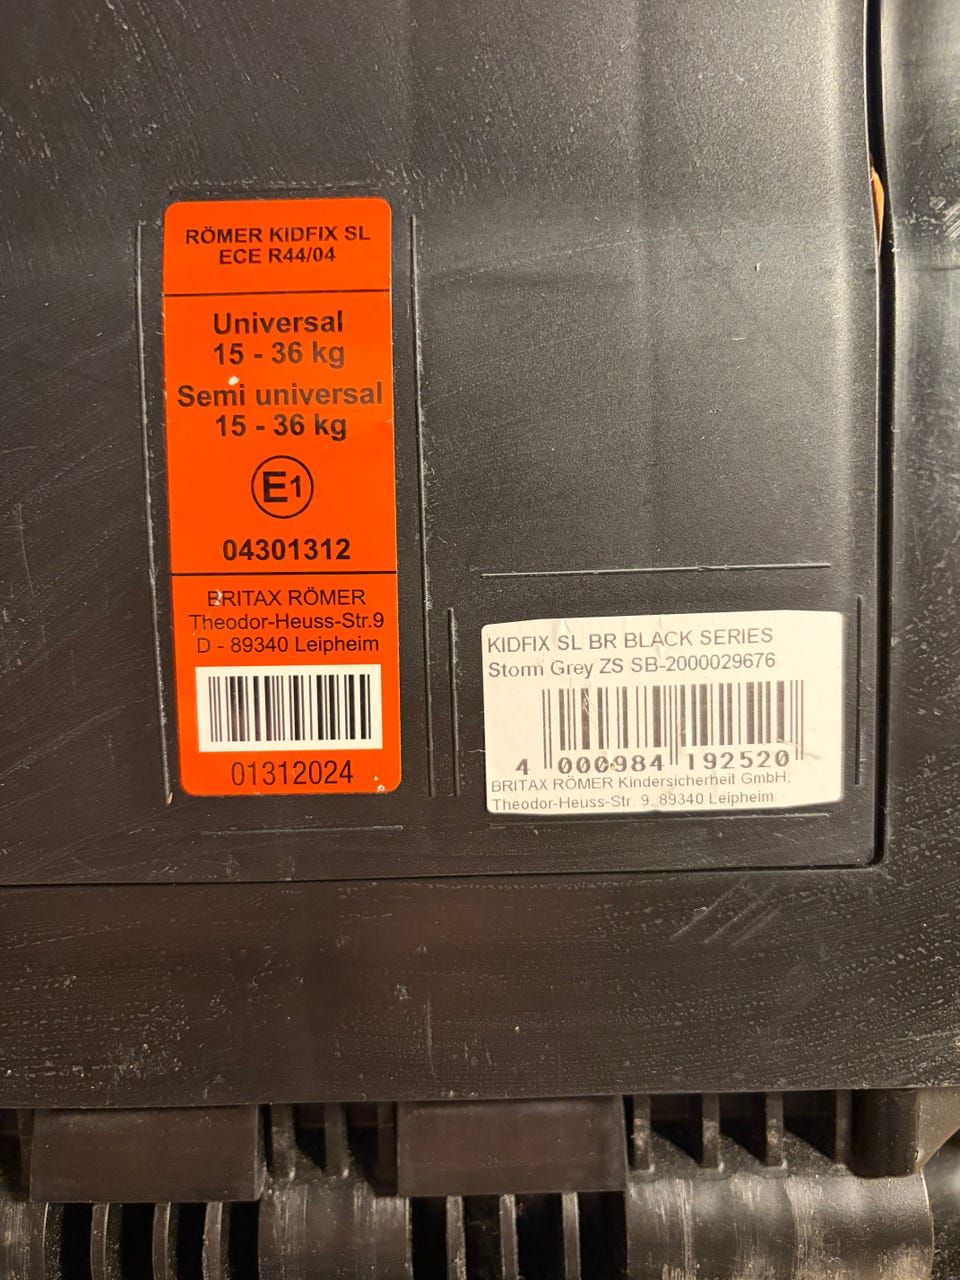 RÖMER KIDFIX SL
ECE R44/04
Universal
15 - 36 kg
Semi universal
15 - 36 kg
E1
04301312
BRITAX RÖMER
Theodor-Heuss-Str.9
D - 89340 Leipheim
01312024
KIDFIX SL BR BLACK SERIES
Storm Grey ZS SB-2000029676
4 000984 192520
BRITAX RÖMER Kindersicherheit GmbH.
Theodor-Heuss-Str. 9. 89340 Leipheim